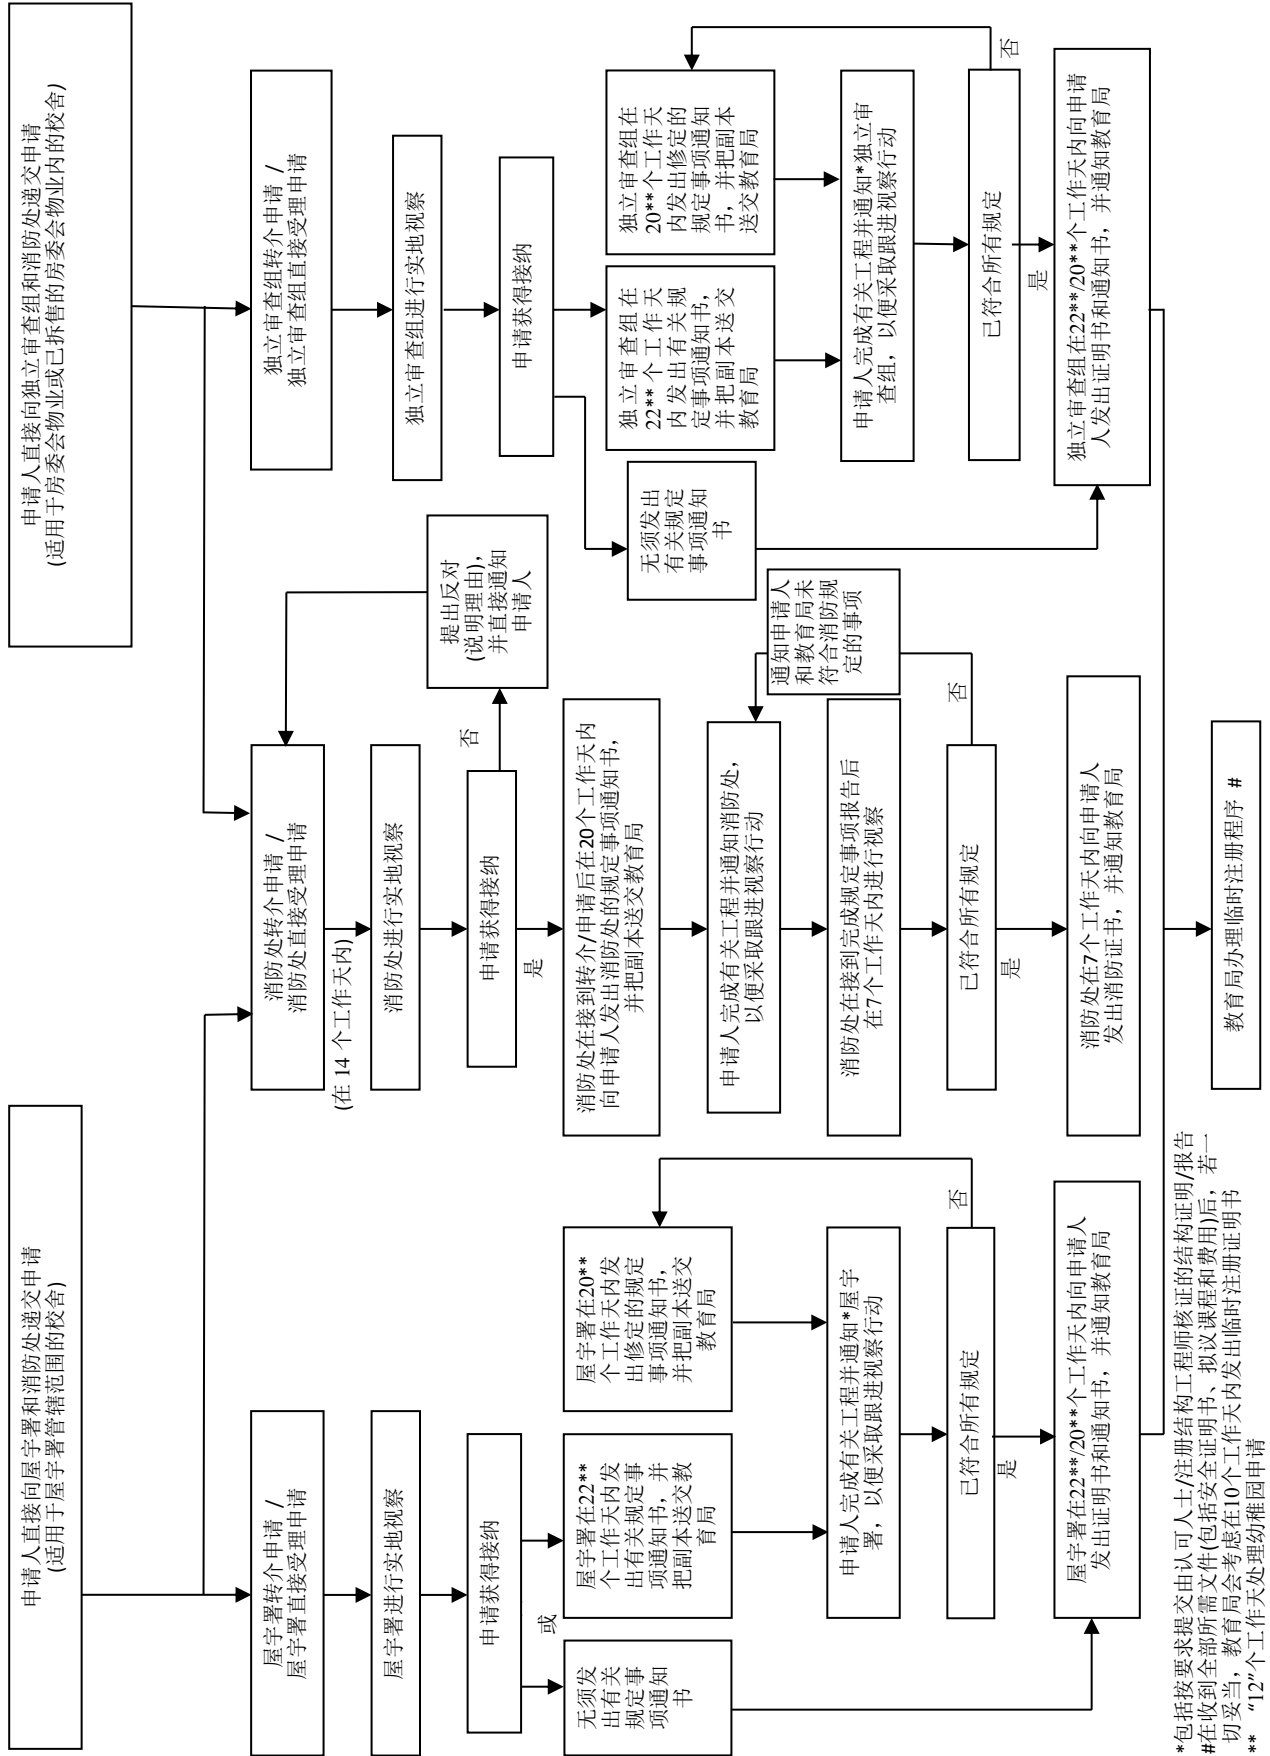 申请人直接向屋宇署和消防处递交申请
(适用于屋宇署管辖范围的校舍)
申请人直接向独立审查组和消防处递交申请
(适用于房委会物业或已拆售的房委会物业内的校舍)
屋宇署转介申请 /
屋宇署直接受理申请
屋宇署进行实地视察
申请获得接纳
或
无须发
出有关
规定事
项通知
书
屋宇署在22**
个工作天内发
出有关规定事
项通知书，并
把副本送交教
育局
屋宇署在20**
个工作天内发
出修定的规定
事项通知书，
并把副本送交
教育局
申请人完成有关工程并通知*屋宇
署，以便采取跟进视察行动
已符合所有规定
否
是
屋宇署在22**/20**个工作天内向申请人
发出证明书和通知书，并通知教育局
消防处转介申请 /
消防处直接受理申请
(在 14 个工作天内)
消防处进行实地视察
申请获得接纳
否
是
提出反对
(说明理由),
并直接通知
申请人
消防处在接到转介/申请后在20个工作天内
向申请人发出消防处的规定事项通知书，
并把副本送交教育局
申请人完成有关工程并通知消防处，
以便采取跟进视察行动
消防处在接到完成规定事项报告后
在7个工作天内进行视察
通知申请人
和教育局未
符合消防规
定的事项
已符合所有规定
否
是
消防处在7个工作天内向申请人
发出消防证书，并通知教育局
独立审查组转介申请 /
独立审查组直接受理申请
独立审查组进行实地视察
申请获得接纳
无须发出
有关规定
事项通知
书
独立审查组在
22** 个工作天
内发出有关规
定事项通知书，
并把副本送交
教育局
独立审查组在
20**个工作天
内发出修定的
规定事项通知
书，并把副本
送交教育局
申请人完成有关工程并通知*独立审
查组，以便采取跟进视察行动
已符合所有规定
否
是
独立审查组在22**/20**个工作天内向申请
人发出证明书和通知书，并通知教育局
教育局办理临时注册程序 #
*包括按要求提交由认可人士/注册结构工程师核证的结构证明/报告
#在收到全部所需文件(包括安全证明书、拟议课程和费用)后，若一
切妥当，教育局会考虑在10个工作天内发出临时注册证明书
** “12”个工作天处理幼稚园申请